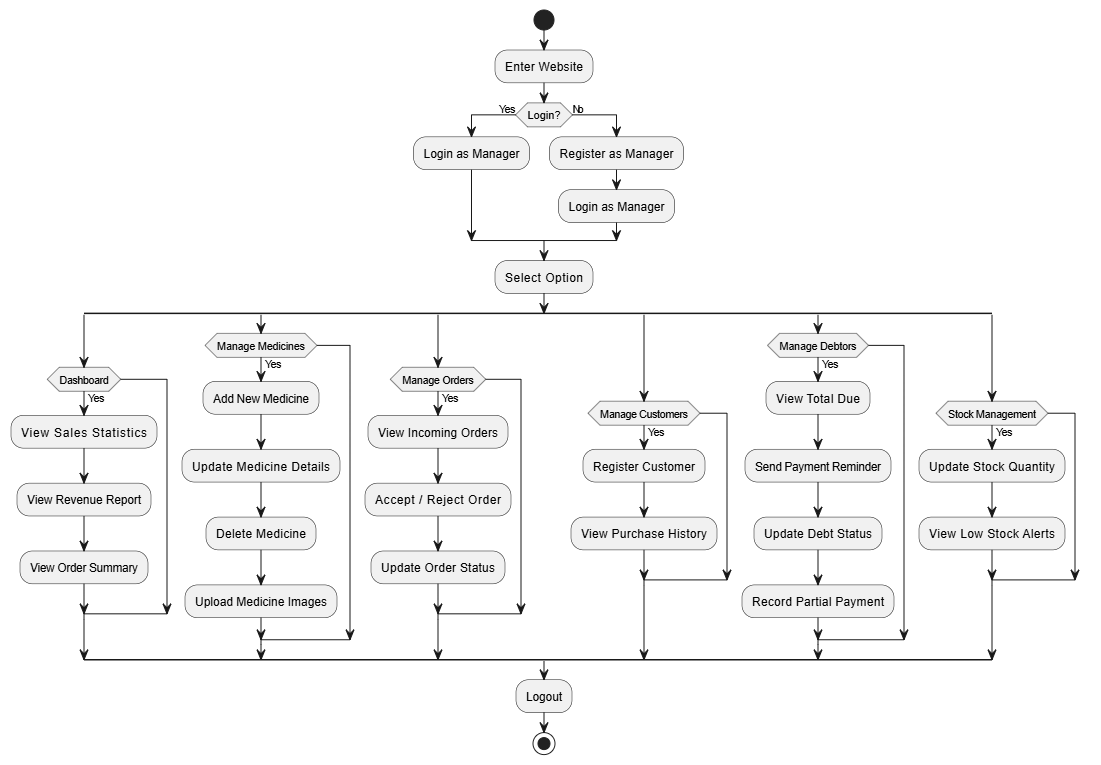 Enter Website
Yes
Login?
No
Login as Manager
Register as Manager
Login as Manager
Select Option
Dashboard
Yes
View Sales Statistics
View Revenue Report
View Order Summary
Manage Medicines
Yes
Add New Medicine
Update Medicine Details
Delete Medicine
Upload Medicine Images
Manage Orders
Yes
View Incoming Orders
Accept / Reject Order
Update Order Status
Manage Customers
Yes
Register Customer
View Purchase History
Manage Debtors
Yes
View Total Due
Send Payment Reminder
Update Debt Status
Record Partial Payment
Stock Management
Yes
Update Stock Quantity
View Low Stock Alerts
Logout